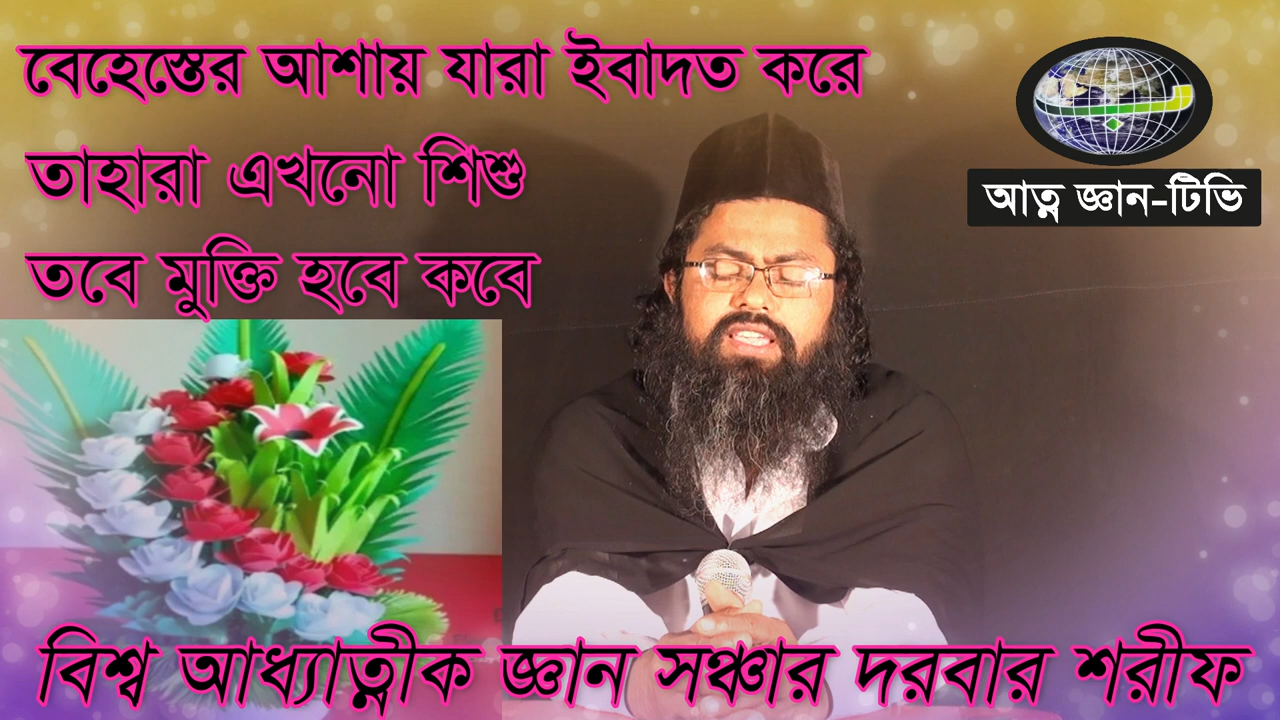 বেহেস্তের আশায় যারা ইবাদত করে
তাহারা এখনো শিশু
তবে মুক্তি হবে কবে
আত্ন জ্ঞান-টিভি
বিশ্ব আধ্যাত্নীক জ্ঞান সঞ্চার দরবার শরীফ